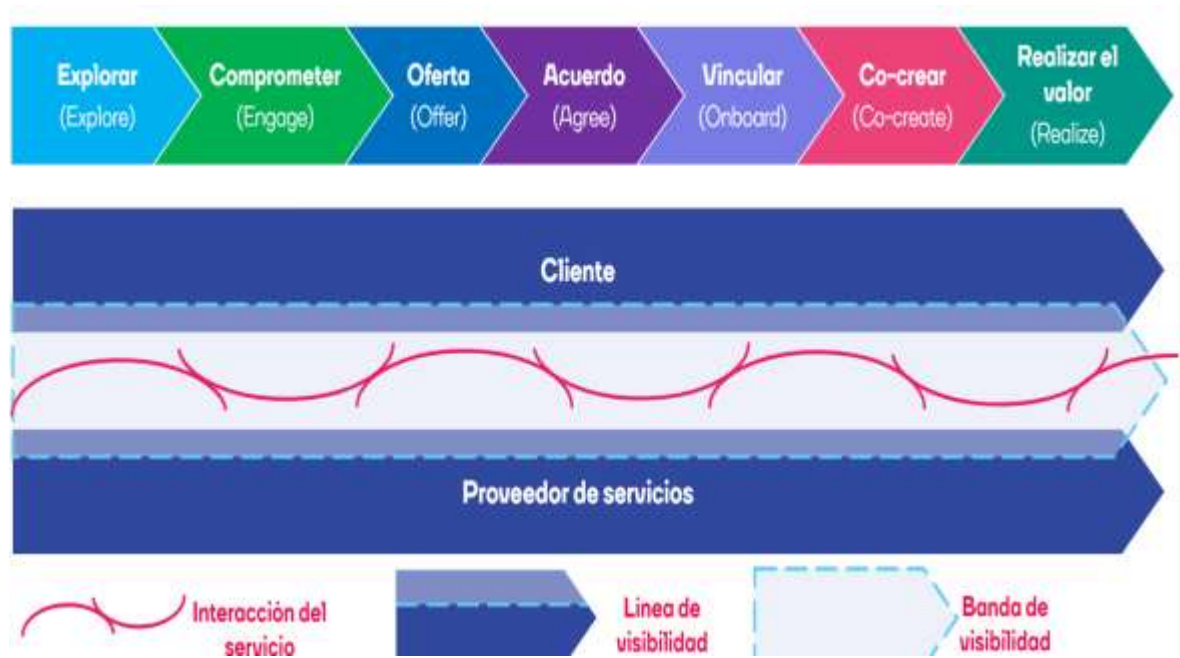 Explorar
(Explore)
Comprometer
(Engage)
Oferta
(Offer)
Acuerdo
(Agree)
Vincular
(Onboard)
Co-crear
(Co-create)
Realizar el
valor
(Realize)
Cliente
Proveedor de servicios
Interacción del
servicio
Linea de
visibilidad
Banda de
visibilidad